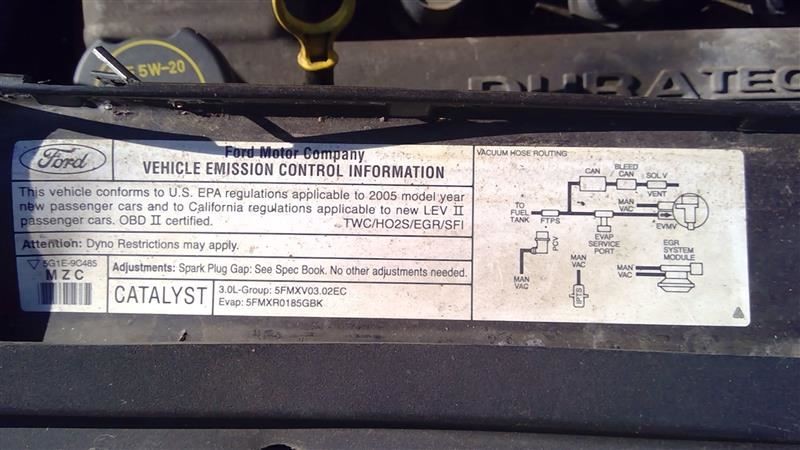 5W-20
DURATEC
Ford
Ford Motor Company
VEHICLE EMISSION CONTROL INFORMATION
This vehicle conforms to U.S. EPA regulations applicable to 2005 model year
new passenger cars and to California regulations applicable to new LEV II
passenger cars. OBD II certified. TWC/HO2S/EGR/SFI
Attention: Dyno Restrictions may apply.
5G1E-9C485
MZC
Adjustments: Spark Plug Gap: See Spec Book. No other adjustments needed.
CATALYST
3.0L-Group: 5FMXV03.02EC
Evap: 5FMXR0185GBK
VACUUM HOSE ROUTING
CAN
BLEED
CAN
SOL V
VENT
TO
FUEL
TANK
FTPS
MAN
VAC
EVMV
EVAP
SERVICE
PORT
PCV
MAN
VAC
MAN
VAC
IPTS
MAN
VAC
EGR
SYSTEM
MODULE